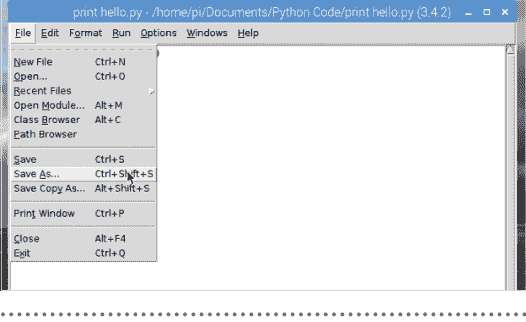 print hello.py - /home/pi/Documents/Python Code/print hello.py (3.4.2)
File Edit Format Run Options Windows Help
New File Ctrl+N
Open... Ctrl+O
Recent Files
Open Module... Alt+M
Class Browser Alt+C
Path Browser
Save Ctrl+S
Save As... Ctrl+Shift+S
Save Copy As... Alt+Shift+S
Print Window Ctrl+P
Close Alt+F4
Exit Ctrl+Q